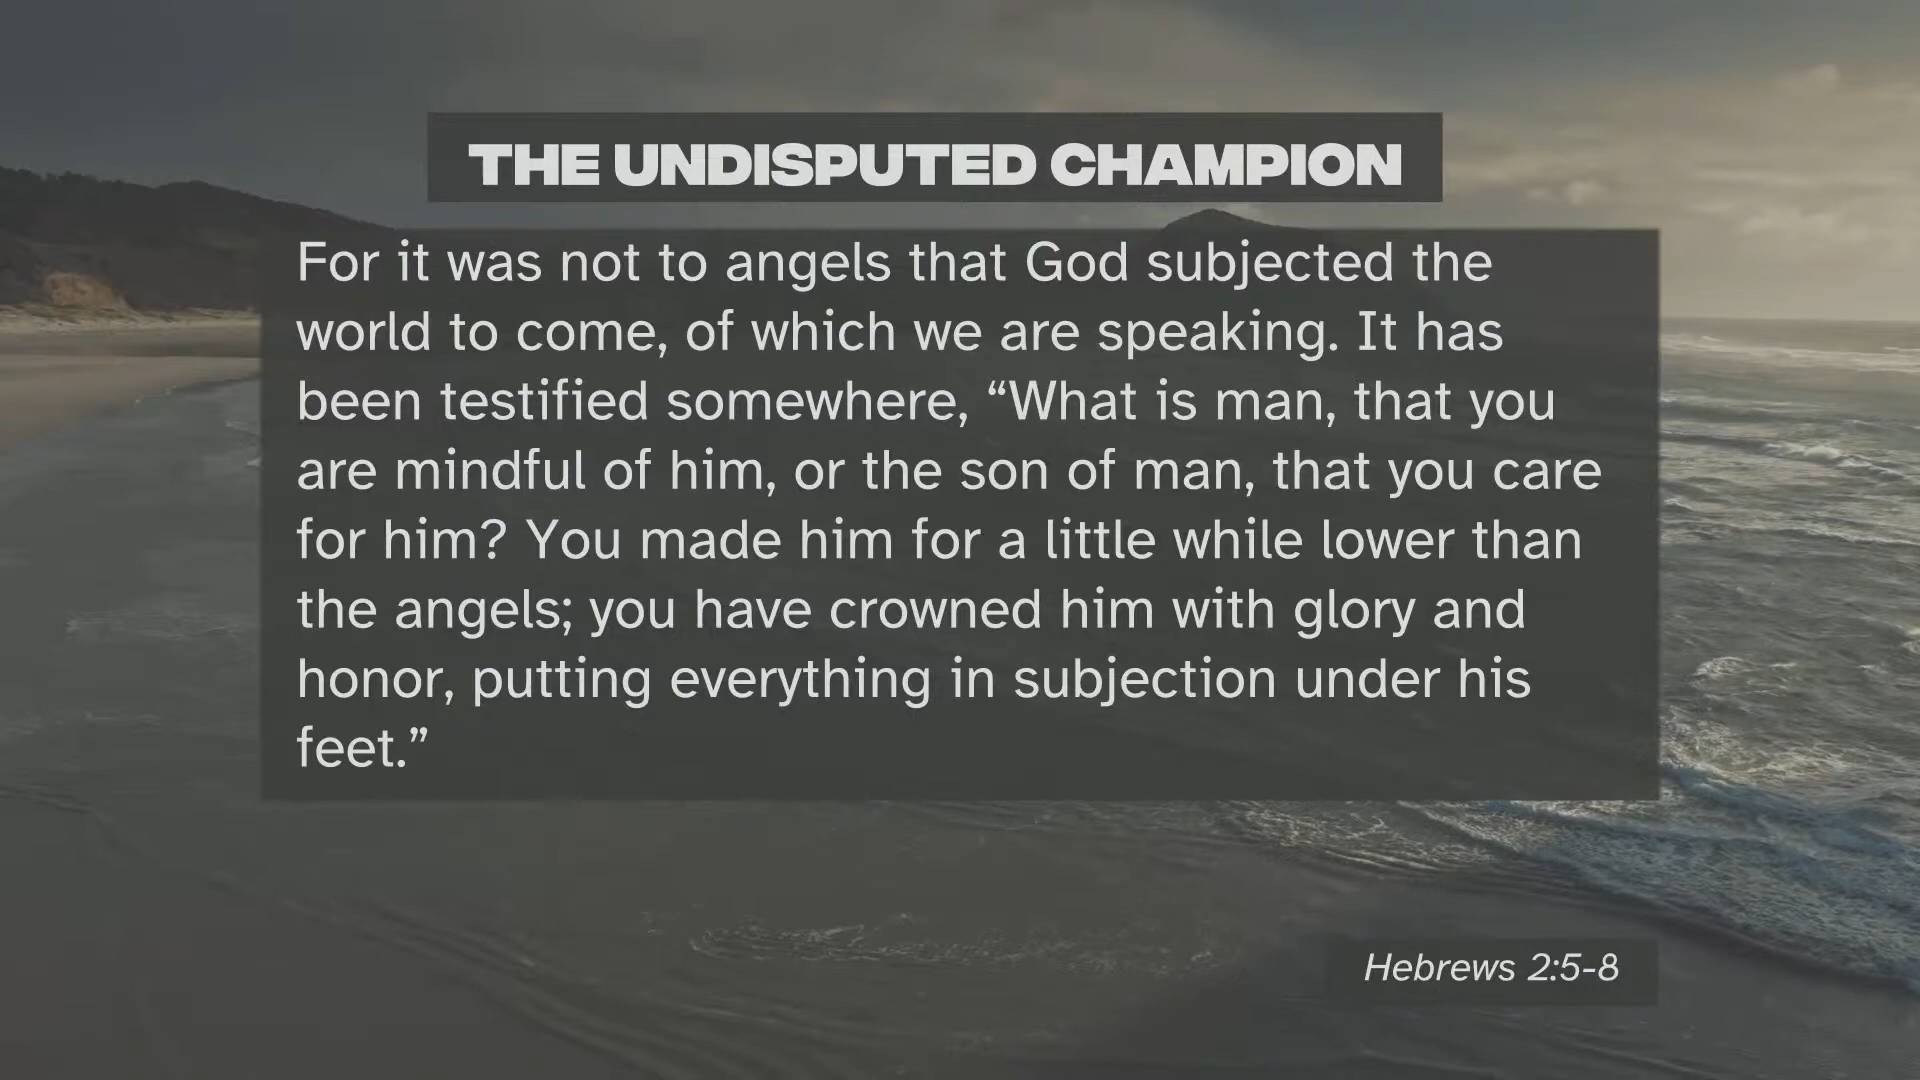 THE UNDISPUTED CHAMPION
For it was not to angels that God subjected the
world to come, of which we are speaking. It has
been testified somewhere, “What is man, that you
are mindful of him, or the son of man, that you care
for him? You made him for a little while lower than
the angels; you have crowned him with glory and
honor, putting everything in subjection under his
feet.”
Hebrews 2:5-8